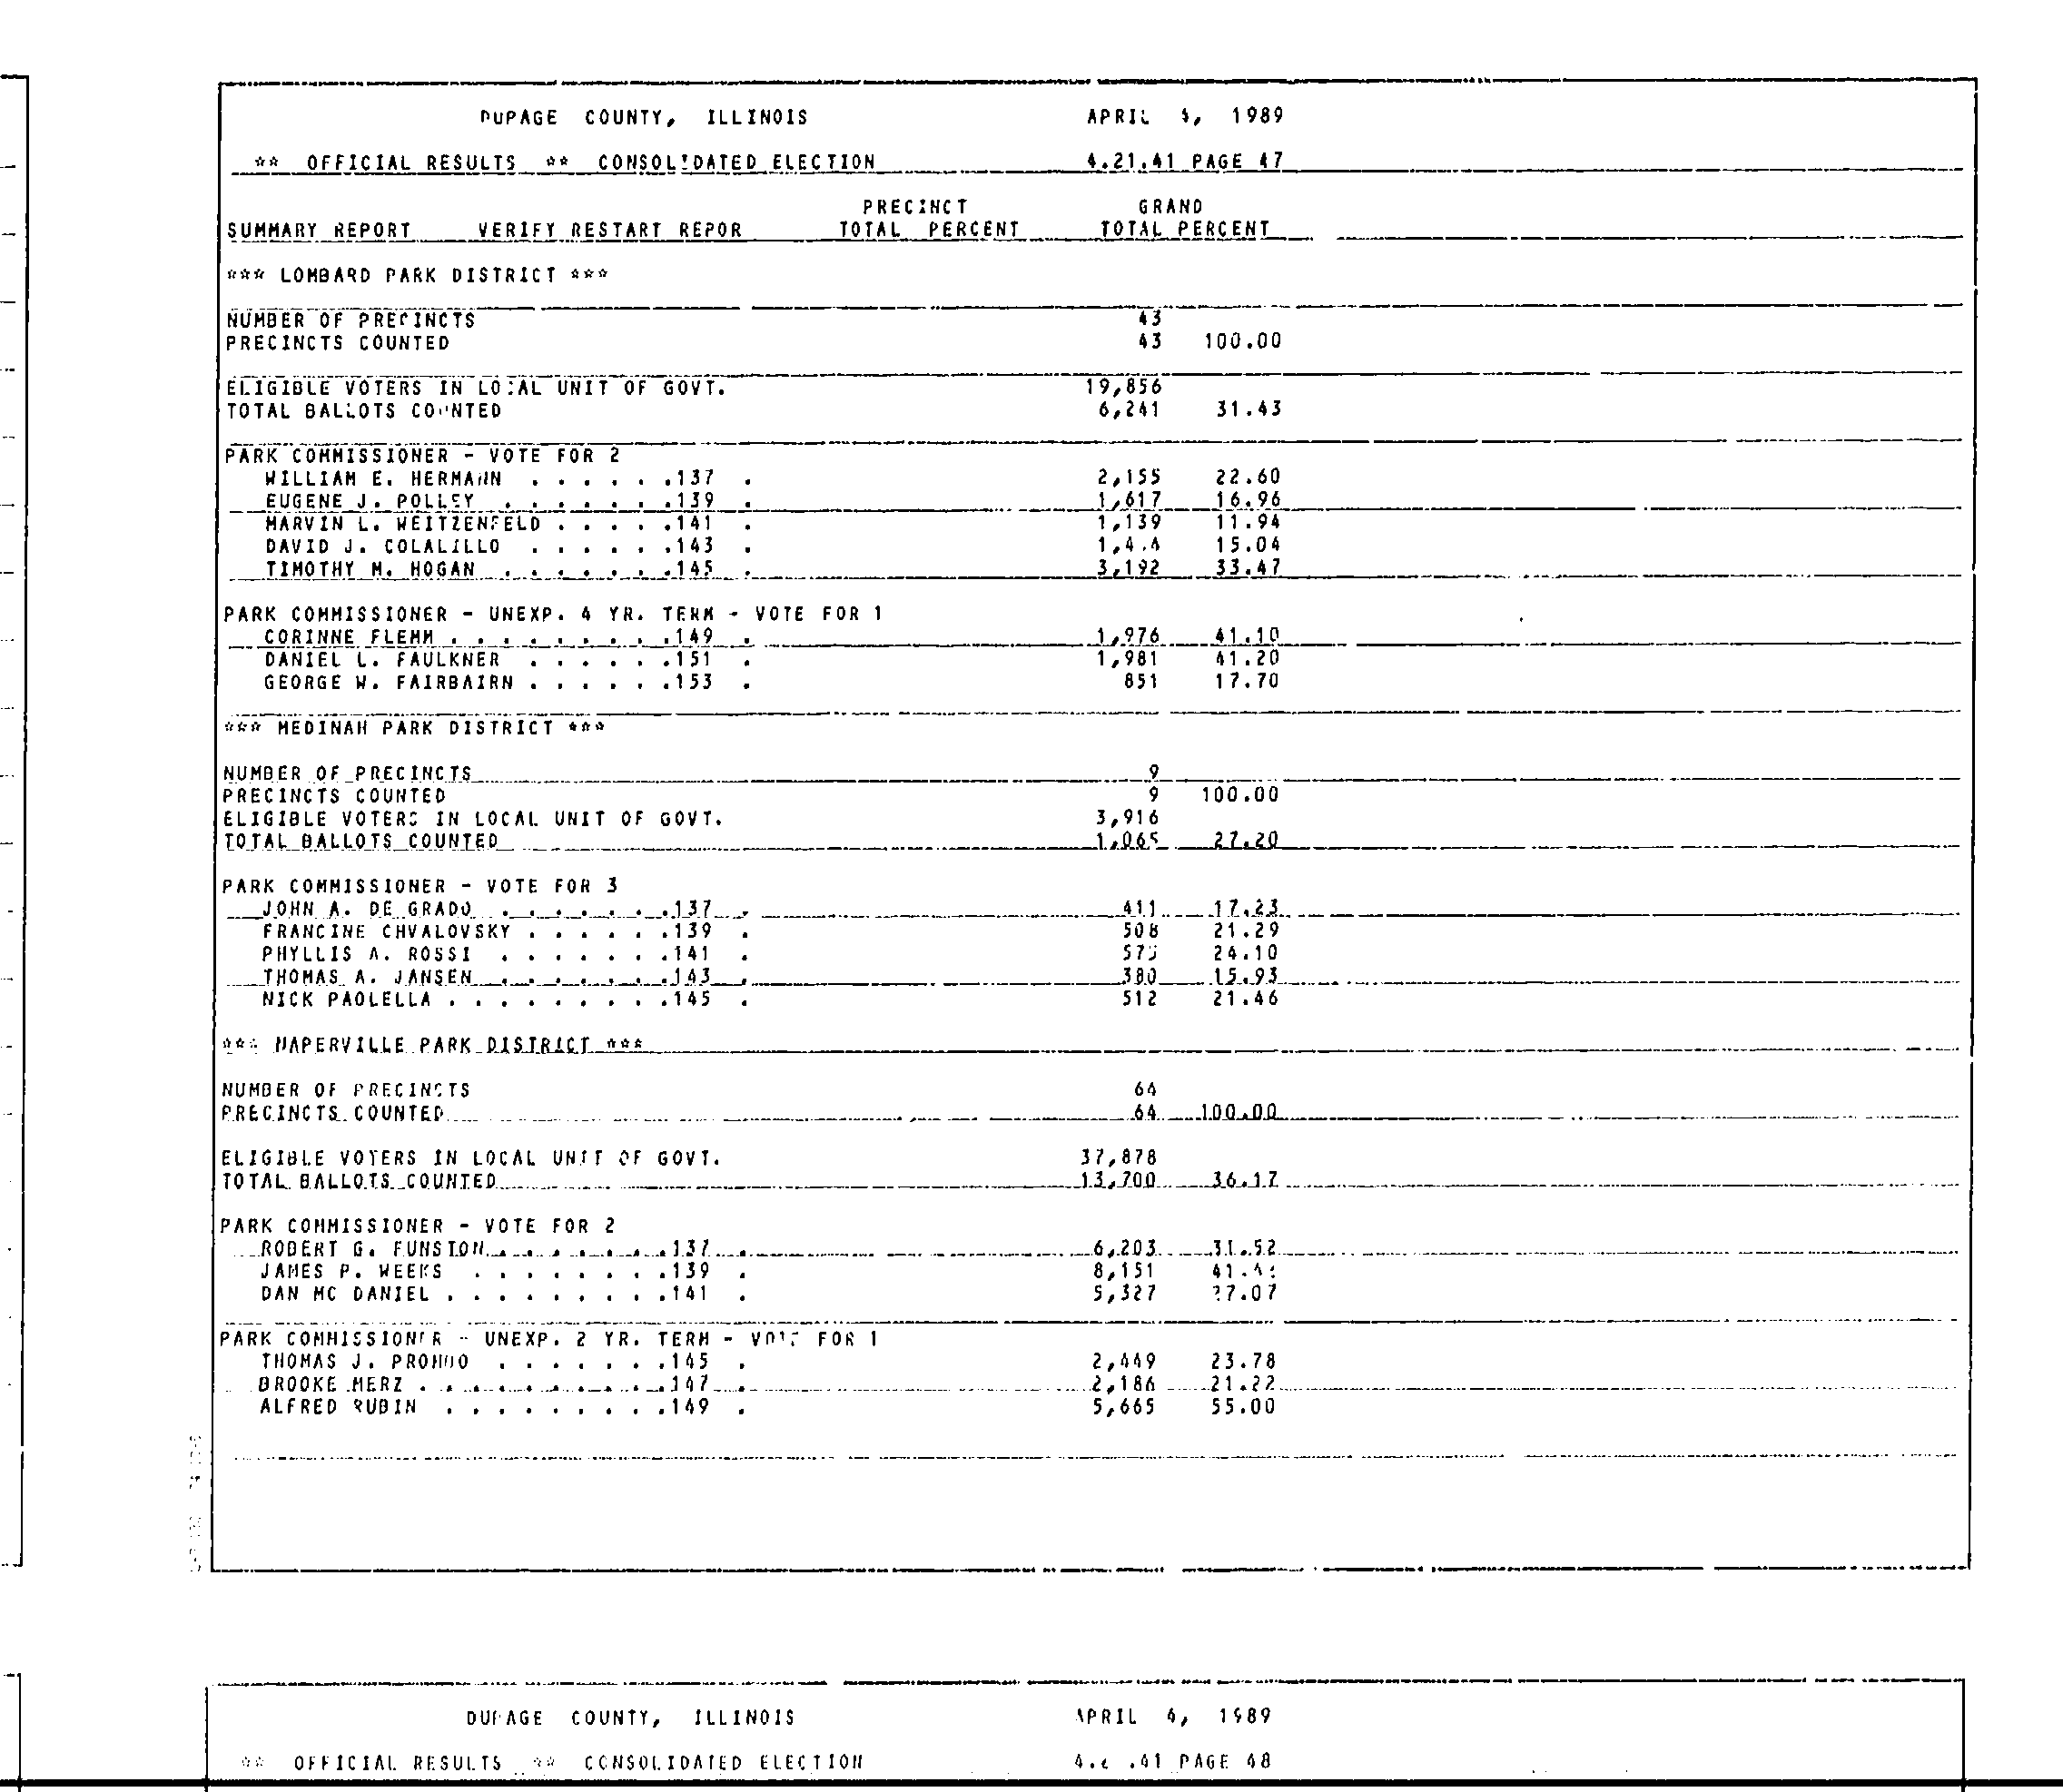 DUPAGE COUNTY, ILLINOIS APRIL 4, 1989
** OFFICIAL RESULTS ** CONSOLIDATED ELECTION 4.21.41 PAGE 47
PRECINCT GRAND
SUMMARY REPORT VERIFY RESTART REPOR TOTAL PERCENT TOTAL PERCENT
*** LOMBARD PARK DISTRICT ***
NUMBER OF PRECINCTS 43
PRECINCTS COUNTED 43 100.00
ELIGIBLE VOTERS IN LOCAL UNIT OF GOVT. 19,856
TOTAL BALLOTS COUNTED 6,241 31.43
PARK COMMISSIONER - VOTE FOR 2
WILLIAM E. HERMANN . . . . . .137 . 2,155 22.60
EUGENE J. POLLEY . . . . . . .139 . 1,617 16.96
MARVIN L. WEITZENFELD . . . . .141 . 1,139 11.94
DAVID J. COLALILLO . . . . . .143 . 15.04
TIMOTHY M. HOGAN . . . . . . .145 . 3,192 33.47
PARK COMMISSIONER - UNEXP. 4 YR. TERM - VOTE FOR 1
CORINNE FLEMM . . . . . . . . .149 . 1,976 41.10
DANIEL L. FAULKNER . . . . . .151 . 1,981 41.20
GEORGE W. FAIRBAIRN . . . . . .153 . 851 17.70
*** MEDINAH PARK DISTRICT ***
NUMBER OF PRECINCTS 9
PRECINCTS COUNTED 9 100.00
ELIGIBLE VOTERS IN LOCAL UNIT OF GOVT. 3,916
TOTAL BALLOTS COUNTED 1,065 27.20
PARK COMMISSIONER - VOTE FOR 3
JOHN A. DE GRADO . . . . . . .137 . 411 17.23
FRANCINE CHVALOVSKY . . . . . .139 . 508 21.29
PHYLLIS A. ROSSI . . . . . . .141 . 575 24.10
THOMAS A. JANSEN . . . . . . .143 . 380 15.93
NICK PAOLELLA . . . . . . . . .145 . 512 21.46
*** NAPERVILLE PARK DISTRICT ***
NUMBER OF PRECINCTS 64
PRECINCTS COUNTED 64 100.00
ELIGIBLE VOTERS IN LOCAL UNIT OF GOVT. 37,878
TOTAL BALLOTS COUNTED 13,700 36.17
PARK COMMISSIONER - VOTE FOR 2
ROBERT G. FUNSTON . . . . . . .137 . 6,203 31.52
JAMES P. WEEKS . . . . . . . .139 . 8,151
DAN MC DANIEL . . . . . . . . .141 . 5,327 27.07
PARK COMMISSIONER - UNEXP. 2 YR. TERM - VOTE FOR 1
THOMAS J. . . . . . . .145 . 2,449 23.78
BROOKE MERZ . . . . . . . . . .147 . 2,186 21.22
ALFRED RUBIN . . . . . . . . .149 . 5,665 55.00
DUPAGE COUNTY, ILLINOIS APRIL 4, 1989
** OFFICIAL RESULTS ** CONSOLIDATED ELECTION PAGE 48